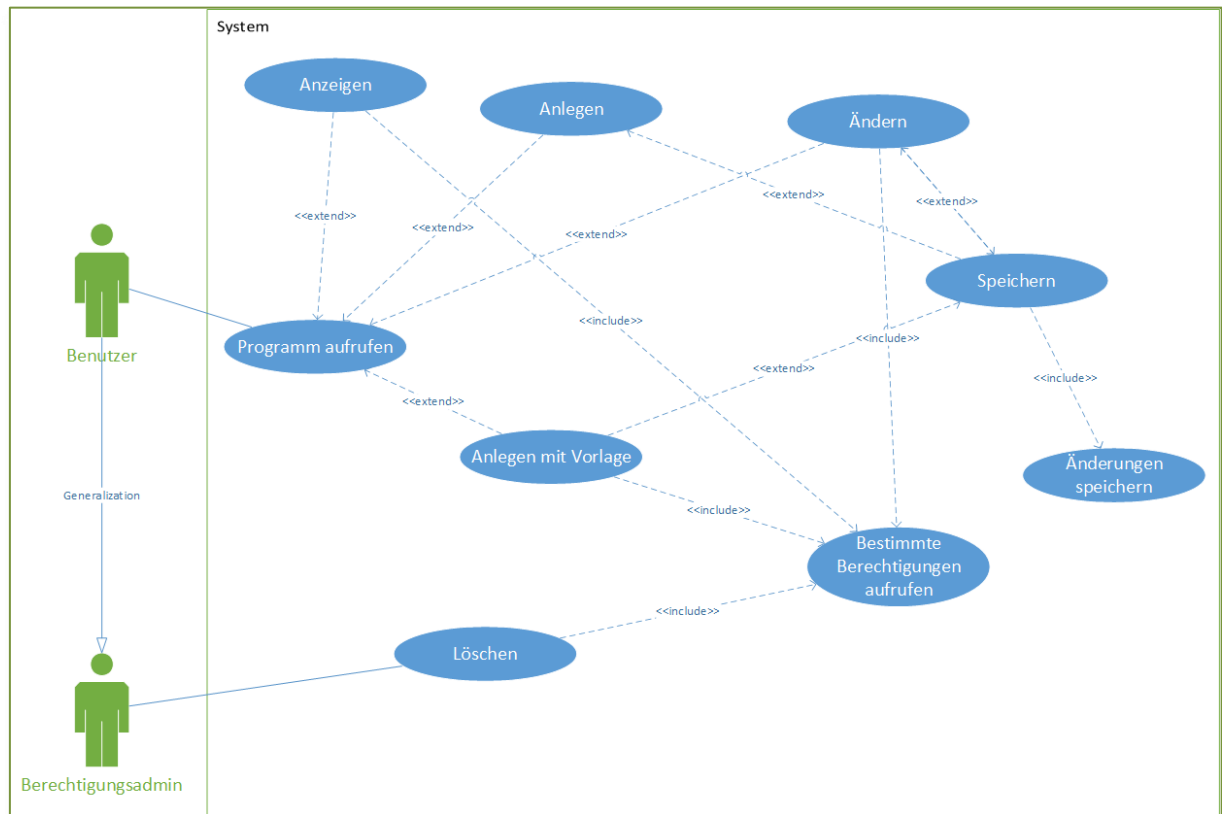 System
Anzeigen
Anlegen
Ändern
<<extend>>
<<extend>>
<<extend>>
<<extend>>
Speichern
Benutzer
Programm aufrufen
<<include>>
<<include>>
<<extend>>
<<include>>
<<extend>>
Anlegen mit Vorlage
Änderungen
speichern
Generalization
<<include>>
Bestimmte
Berechtigungen
aufrufen
<<include>>
Löschen
Berechtigungsadmin